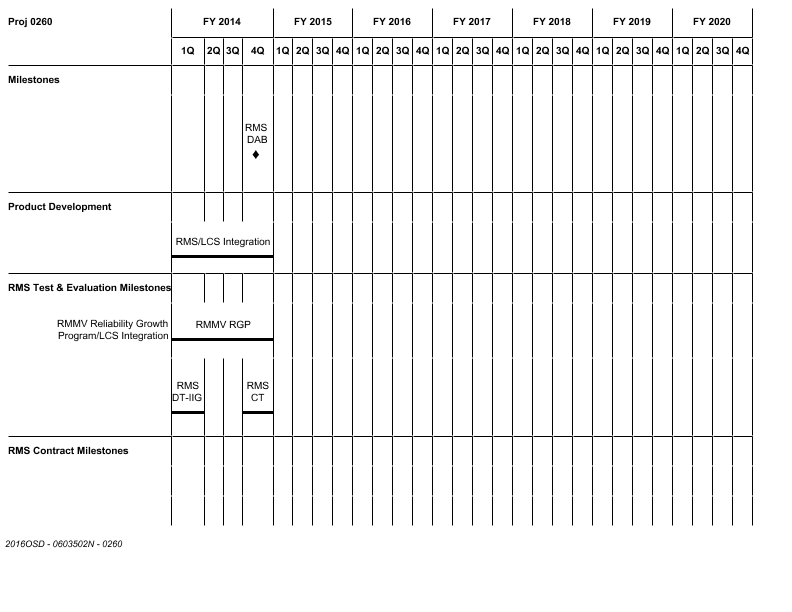 Proj 0260 FY 2014 FY 2015 FY 2016 FY 2017 FY 2018 FY 2019 FY 2020
1Q 2Q 3Q 4Q 1Q 2Q 3Q 4Q 1Q 2Q 3Q 4Q 1Q 2Q 3Q 4Q 1Q 2Q 3Q 4Q 1Q 2Q 3Q 4Q 1Q 2Q 3Q 4Q
Milestones
RMS
DAB
Product Development
RMS/LCS Integration
RMS Test & Evaluation Milestones
RMMV Reliability Growth
Program/LCS Integration
RMMV RGP
RMS
DT-IIG
RMS
CT
RMS Contract Milestones
2016OSD - 0603502N - 0260